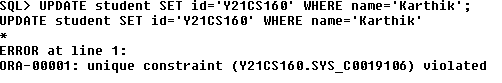 SQL> UPDATE student SET id='Y21CS160' WHERE name='Karthik';
UPDATE student SET id='Y21CS160' WHERE name='Karthik'
*
ERROR at line 1:
ORA-00001: unique constraint (Y21CS160.SYS_C0019106) violated